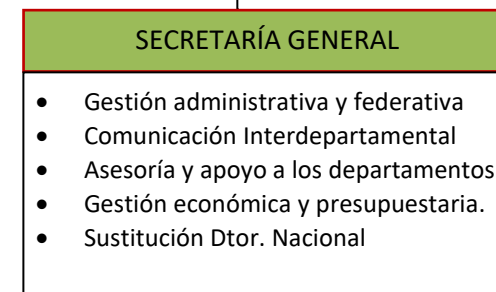 SECRETARÍA GENERAL
• Gestión administrativa y federativa
• Comunicación Interdepartamental
• Asesoría y apoyo a los departamentos
• Gestión económica y presupuestaria.
• Sustitución Dtor. Nacional